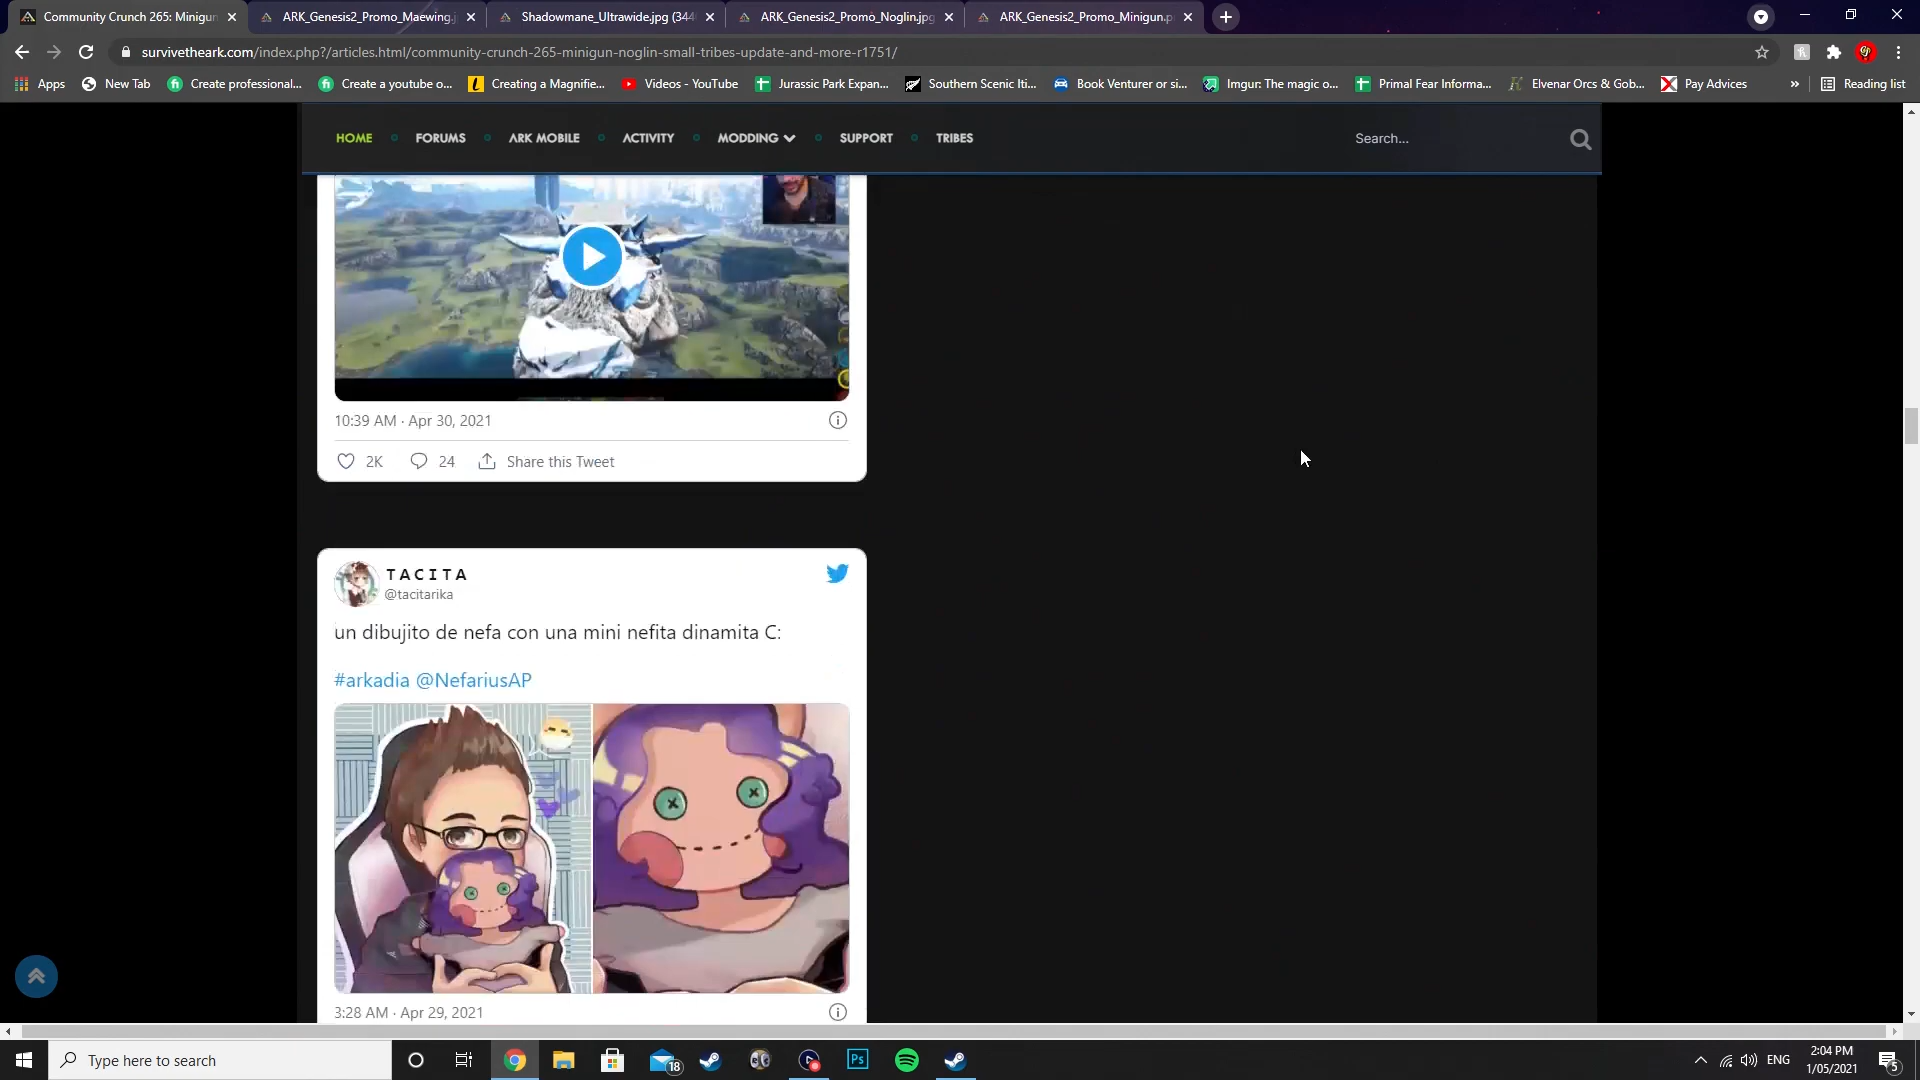 Community Crunch 265: Minigun
ARK_Genesis2_Promo_Maewing.j
Shadowmane_Ultrawide.jpg (344
ARK_Genesis2_Promo_Noglin.jpg
ARK_Genesis2_Promo_Minigun.p
survivetheark.com/index.php?/articles.html/community-crunch-265-minigun-noglin-small-tribes-update-and-more-r1751/
Apps
New Tab
Create professional...
Create a youtube o...
Creating a Magnifie...
Videos - YouTube
Jurassic Park Expan...
Southern Scenic Iti...
Book Venturer or si...
Imgur: The magic o...
Primal Fear Informa...
Elvenar Orcs & Gob...
Pay Advices
»
Reading list
HOME
FORUMS
ARK MOBILE
ACTIVITY
MODDING
SUPPORT
TRIBES
Search...
10:39 AM · Apr 30, 2021
2K
24
Share this Tweet
TACITA
@tacitarika
un dibujito de nefa con una mini nefita dinamita C:
#arkadia @NefariusAP
3:28 AM · Apr 29, 2021
Type here to search
18
Ps
ENG
2:04 PM
1/05/2021
5